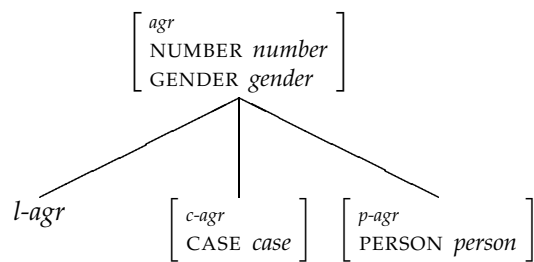 agr
NUMBER number
GENDER gender
l-agr
c-agr
CASE case
p-agr
PERSON person